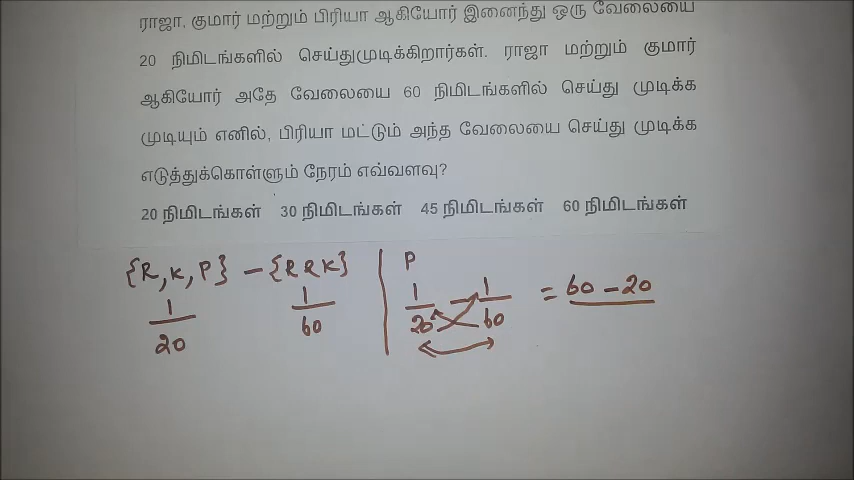 ராஜா, குமார் மற்றும் பிரியா ஆகியோர் இனைந்து ஒரு வேலையை
20 நிமிடங்களில் செய்துமுடிக்கிறார்கள். ராஜா மற்றும் குமார்
ஆகியோர் அதே வேலையை 60 நிமிடங்களில் செய்து முடிக்க
முடியும் எனில், பிரியா மட்டும் அந்த வேலையை செய்து முடிக்க
எடுத்துக்கொள்ளும் நேரம் எவ்வளவு?
20 நிமிடங்கள் 30 நிமிடங்கள் 45 நிமிடங்கள் 60 நிமிடங்கள்
{R, K, P} - {R & K} | P
1/20 1/60 | 1/20 - 1/60 = 60 - 20